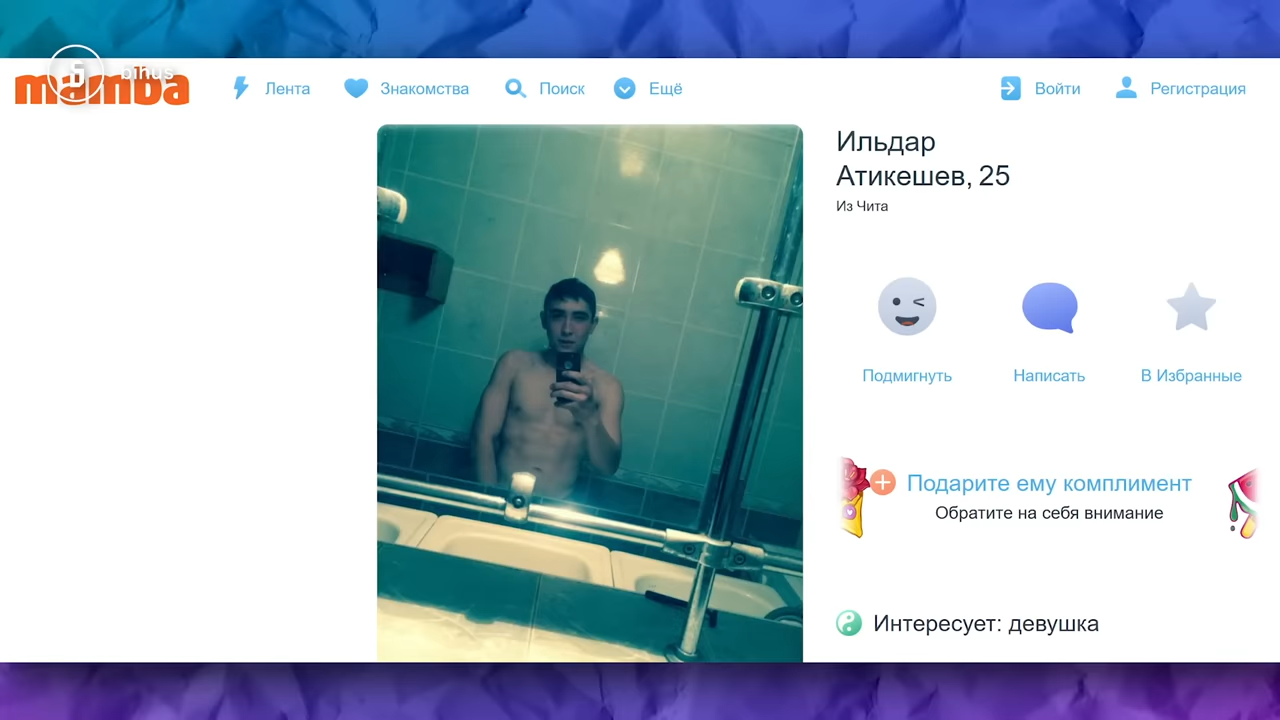 mamba
bihus
Лента
Знакомства
Поиск
Ещё
Войти
Регистрация
Ильдар
Атикешев, 25
Из Чита
Подмигнуть
Написать
В Избранные
Подарите ему комплимент
Обратите на себя внимание
Интересует: девушка